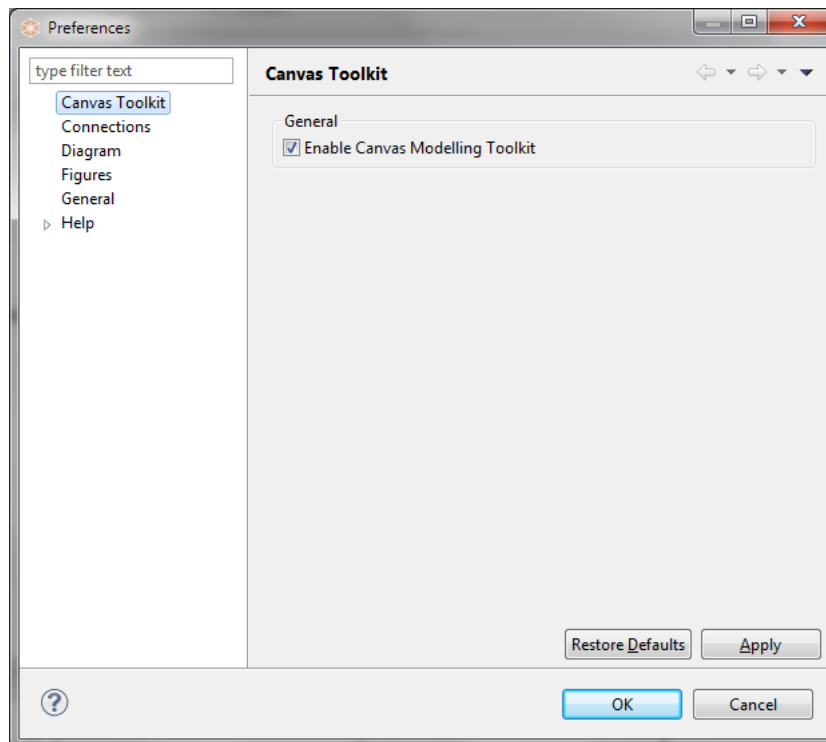 Preferences
type filter text
Canvas Toolkit
Connections
Diagram
Figures
General
Help
Canvas Toolkit
General
Enable Canvas Modelling Toolkit
Restore Defaults Apply
OK Cancel